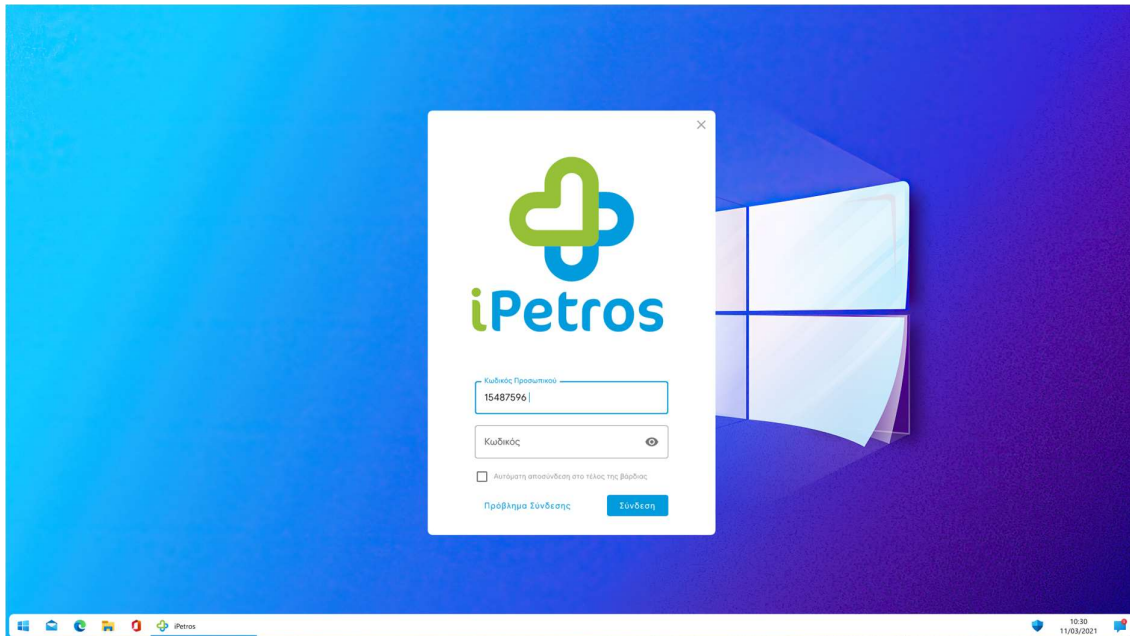 iPetros
Κωδικός Προσωπικού
15487596
Κωδικός
Αυτόματη αποσύνδεση στο τέλος της βάρδιας
Πρόβλημα Σύνδεσης
Σύνδεση
iPetros
10:30
11/03/2021